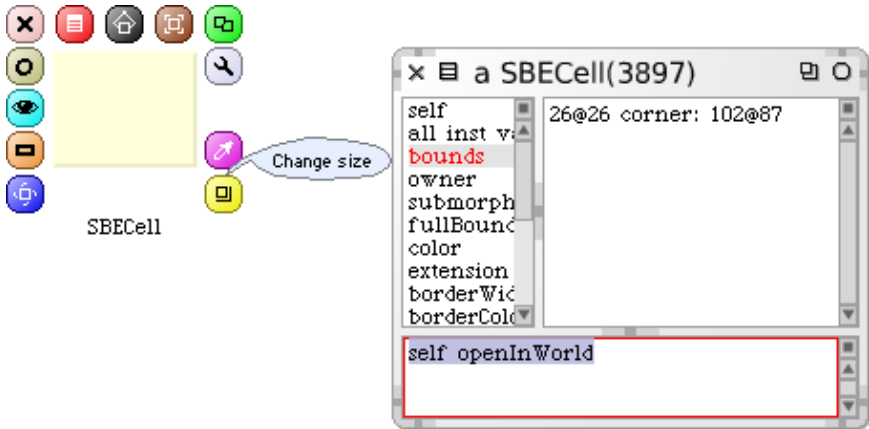 Change size
SBECell
a SBECell(3897)
self
all inst va
bounds
owner
submorph
fullBound
color
extension
borderWid
borderColo
26@26 corner: 102@87
self openInWorld